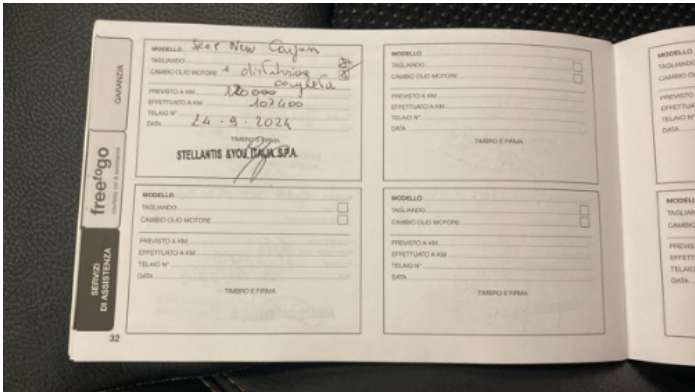 GARANZIA
freetogo
SERVIZI
DI ASSISTENZA
32
MODELLO Jeep New
TAGLIANDO
CAMBIO OLIO MOTORE + distribuzione
completa
PREVISTO A KM 120000
EFFETTUATO A KM 107400
TELAIO N°
DATA 24-9-2024
TIMBRO E FIRMA
STELLANTIS &YOU ITALIA S.P.A.
MODELLO
TAGLIANDO
CAMBIO OLIO MOTORE
PREVISTO A KM
EFFETTUATO A KM
TELAIO N°
DATA
TIMBRO E FIRMA
MODELLO
TAGLIANDO
CAMBIO OLIO MOTORE
PREVISTO A KM
EFFETTUATO A KM
TELAIO N°
DATA
TIMBRO E FIRMA
MODELLO
TAGLIANDO
CAMBIO OLIO MOTORE
PREVISTO A KM
EFFETTUATO A KM
TELAIO N°
DATA
TIMBRO E FIRMA